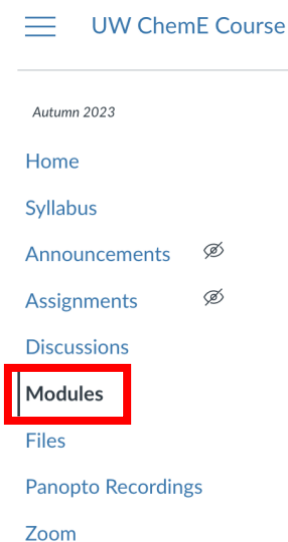 UW ChemE Course
Autumn 2023
Home
Syllabus
Announcements
Assignments
Discussions
Modules
Files
Panopto Recordings
Zoom